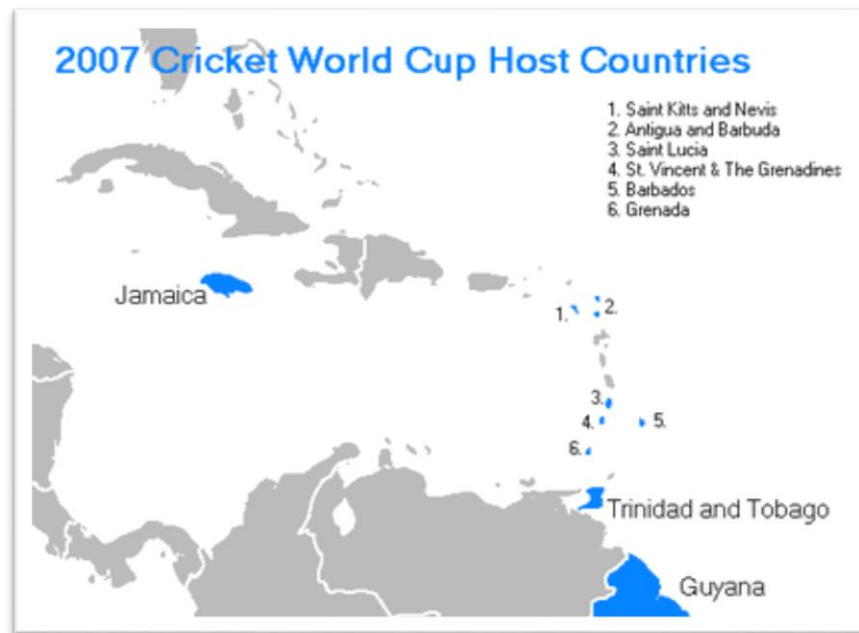 2007 Cricket World Cup Host Countries
1. Saint Kitts and Nevis
2. Antigua and Barbuda
3. Saint Lucia
4. St. Vincent & The Grenadines
5. Barbados
6. Grenada
Jamaica
1.
2.
3.
4.
5.
6.
Trinidad and Tobago
Guyana